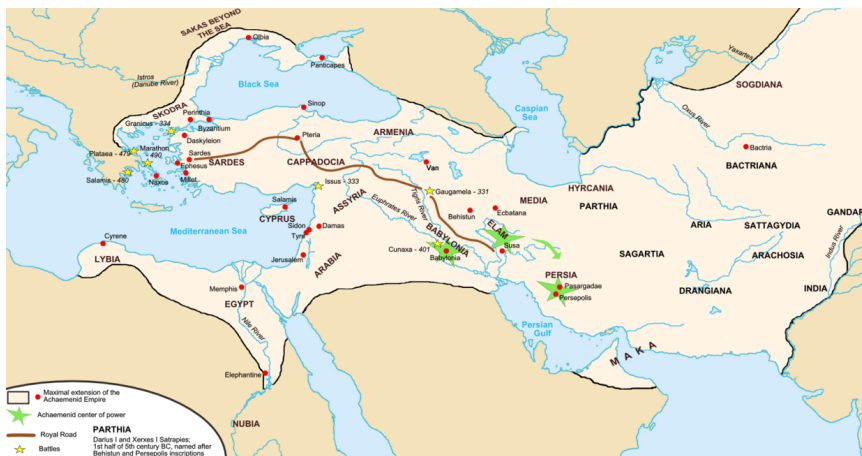 SAKAS BEYOND
THE SEA
Olbia
Panticapes
Istros
(Danube River)
Black Sea
Caspian
Sea
Yaxartes
SOGDIANA
Oxus River
SKODRA
Perinthia
Byzantium
Sinop
Granicus - 334
Daskyleion
Pteria
ARMENIA
Plataea - 479
Marathon
- 490
Sardes
SARDES
CAPPADOCIA
Van
Bactria
BACTRIANA
Ephesus
Salamis - 480
Naxos
Millet
Issus - 333
Gaugamela - 331
HYRCANIA
PARTHIA
MEDIA
Salamis
CYPRUS
ASSYRIA
Euphrates River
Tigris River
Behistun
Ecbatana
GANDAR
Mediterranean Sea
Sidon
Tyre
Damas
BABYLONIA
ELAM
ARIA
SATTAGYDIA
Cyrene
LYBIA
Cunaxa - 401
Babylonia
Susa
SAGARTIA
ARACHOSIA
Indus River
Jerusalem
ARABIA
PERSIA
Memphis
Pasargadae
Persepolis
DRANGIANA
INDIA
EGYPT
Nile River
Persian
Gulf
MAKA
Elephantine
NUBIA
Maximal extension of the
Achaemenid Empire
Achaemenid center of power
Royal Road
Battles
PARTHIA
Darius I and Xerxes I Satrapies;
1st half of 5th century BC, named after
Behistun and Persepolis inscriptions